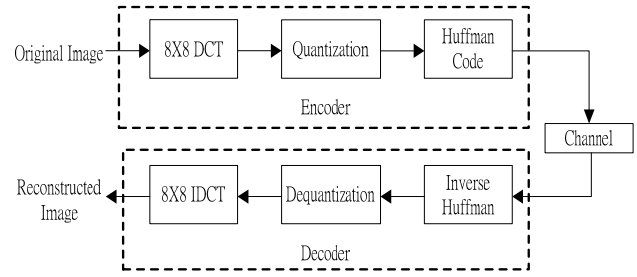 Original Image
8X8 DCT
Quantization
Huffman
Code
Encoder
Channel
Reconstructed
Image
8X8 IDCT
Dequantization
Inverse
Huffman
Decoder